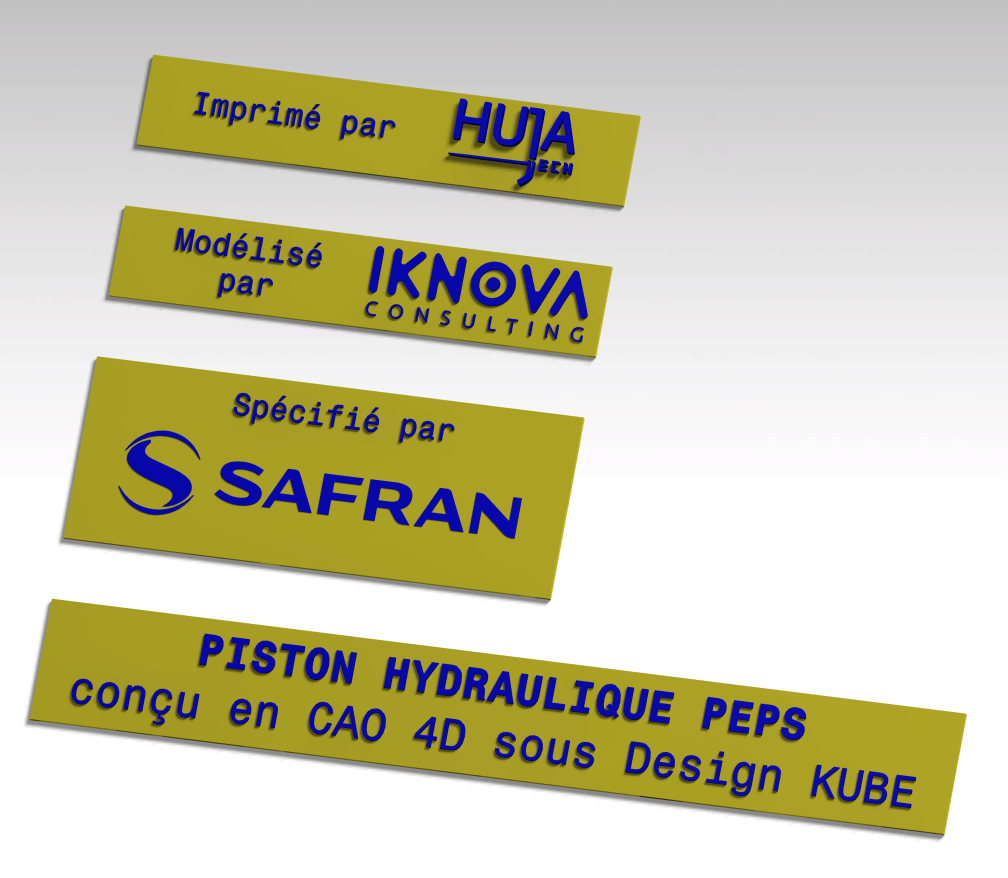 Imprimé par
HUJA
TECH
Modélisé
par
IKNOVA
CONSULTING
Spécifié par
SAFRAN
PISTON HYDRAULIQUE PEPS
conçu en CAO 4D sous Design KUBE